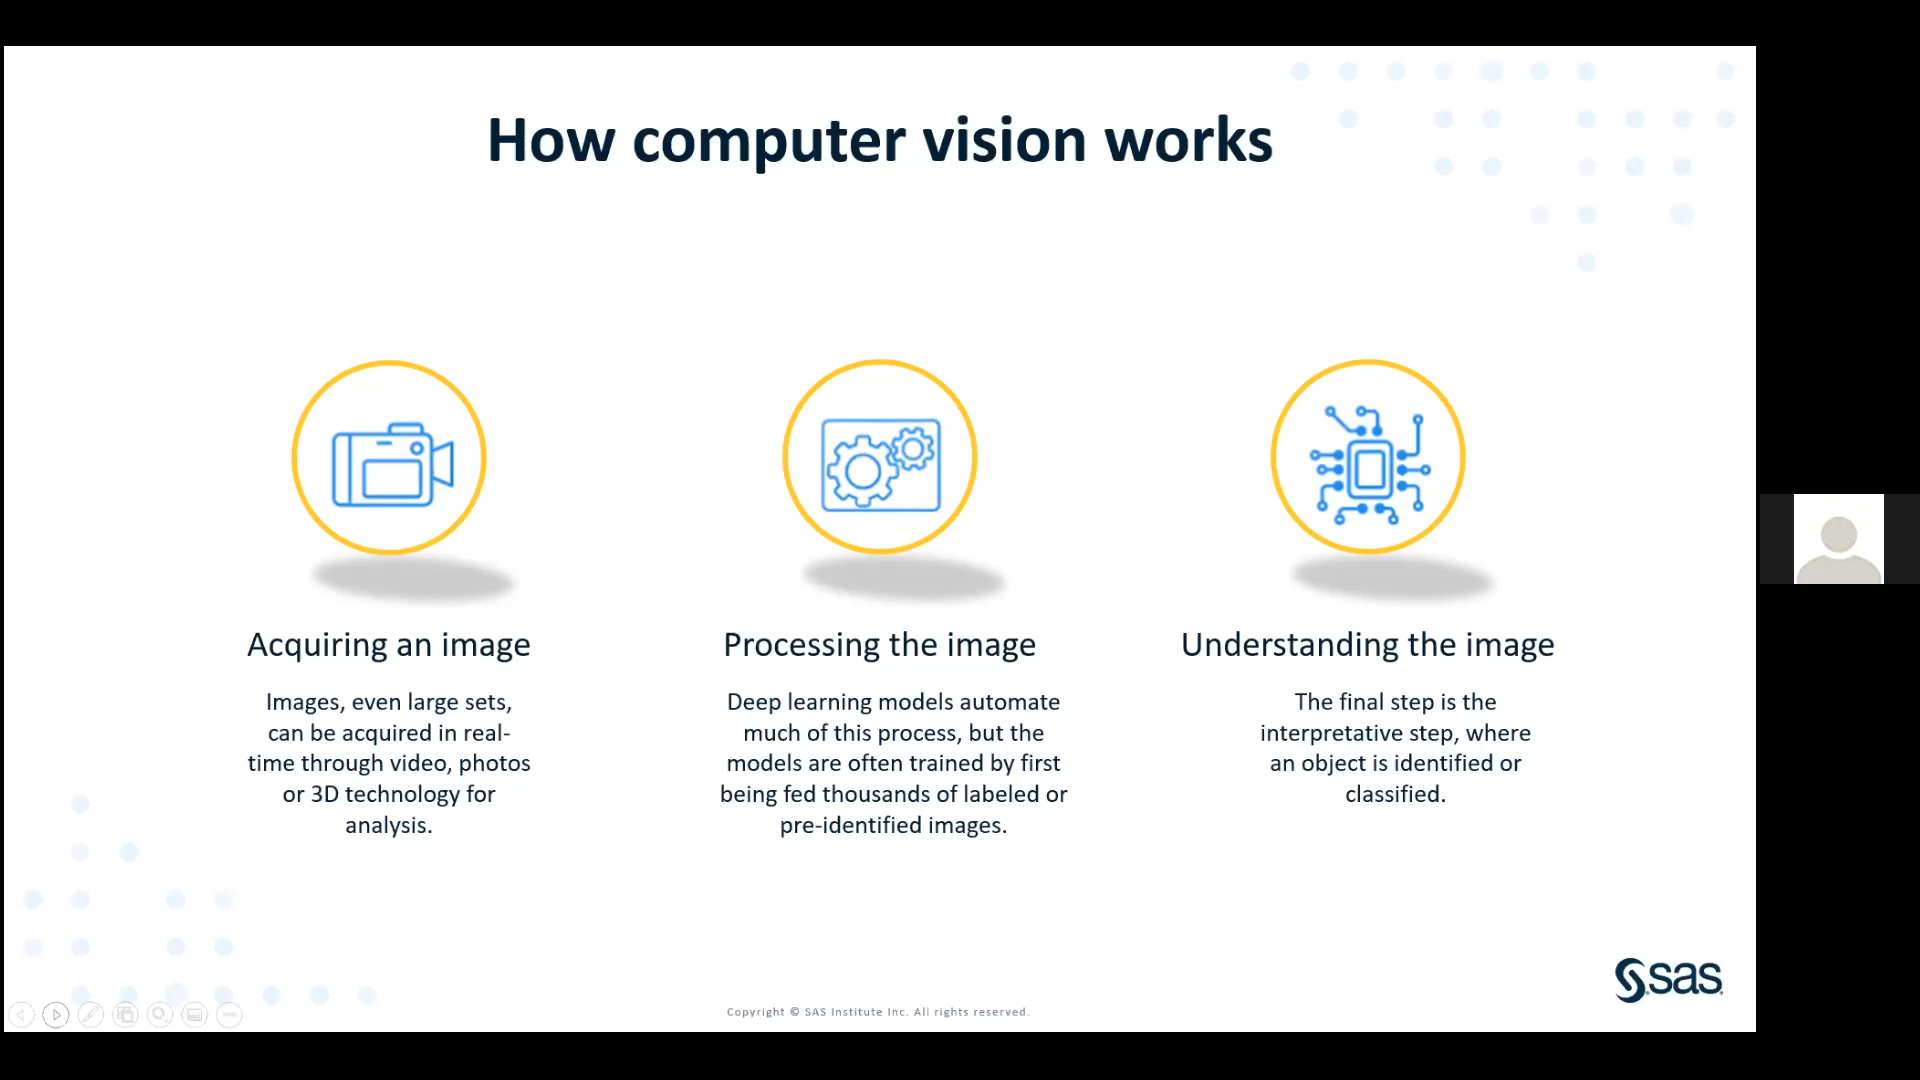 How computer vision works
Acquiring an image
Images, even large sets,
can be acquired in real-
time through video, photos
or 3D technology for
analysis.
Processing the image
Deep learning models automate
much of this process, but the
models are often trained by first
being fed thousands of labeled or
pre-identified images.
Understanding the image
The final step is the
interpretative step, where
an object is identified or
classified.
sas
Copyright © SAS Institute Inc. All rights reserved.